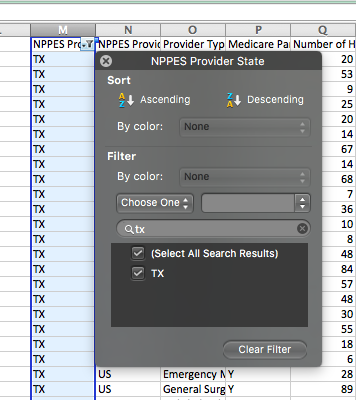 M N O P Q
NPPES Pro NPPES Provid Provider Typ Medicare Pa Number of H
TX 20
TX 53
TX 9
TX 25
TX 20
TX 14
TX 67
TX 14
TX 68
TX 7
TX 36
TX 10
TX 8
TX 48
TX 84
TX 57
TX 48
TX 30
TX 55
TX 18
TX 6
TX US Emergency M Y 28
TX US General Surg Y 89
NPPES Provider State
Sort
A Z Ascending Z A Descending
By color: None
Filter
By color: None
Choose One
tx
(Select All Search Results)
TX
Clear Filter